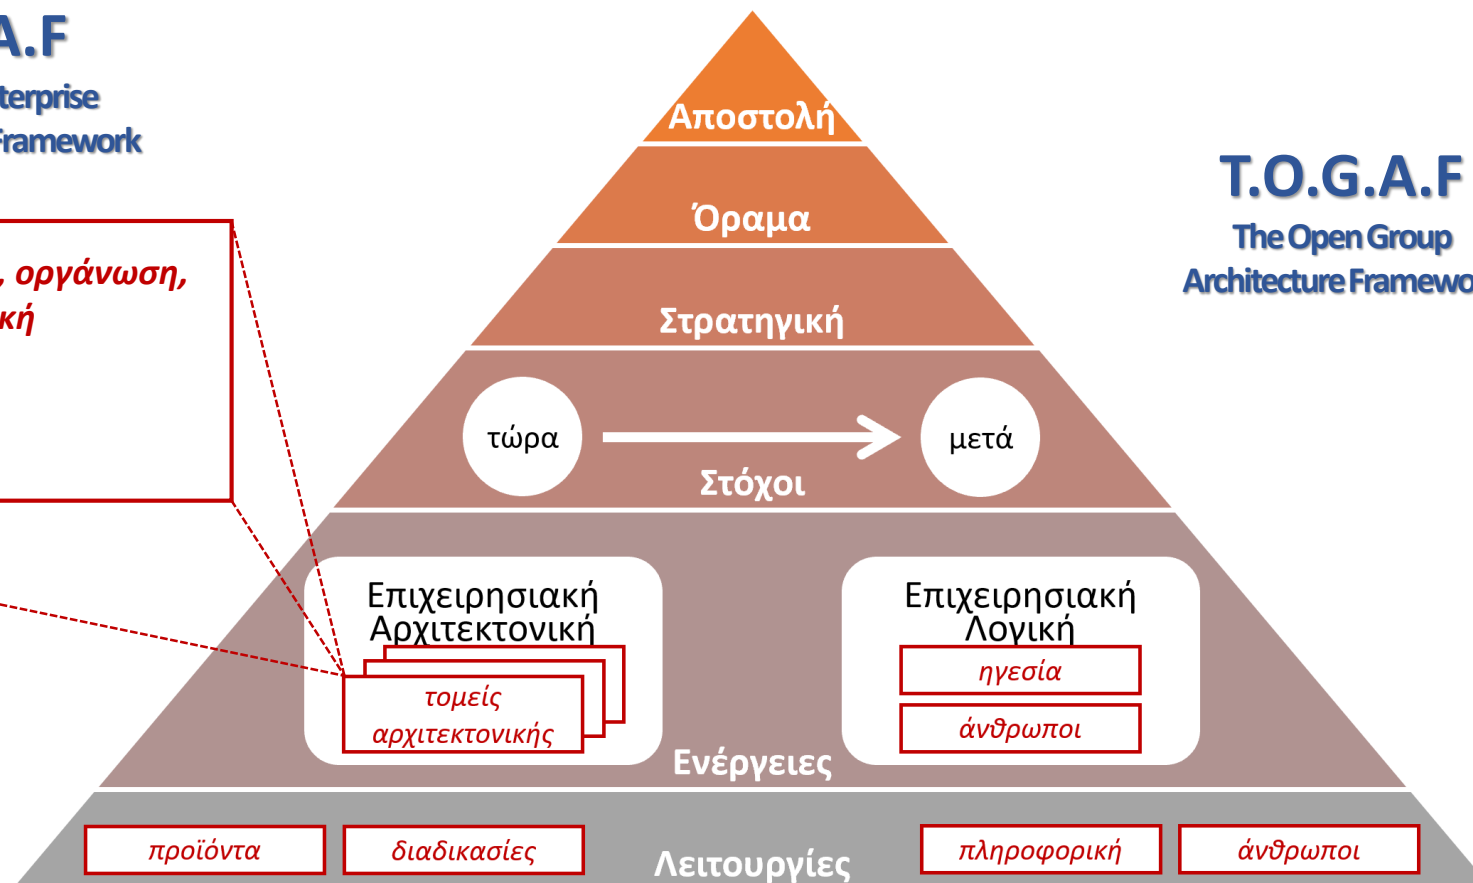 A.F
terprise
Framework
Αποστολή
Όραμα
T.O.G.A.F
The Open Group
Architecture Framewo
, οργάνωση,
κή
Στρατηγική
τώρα
μετά
Στόχοι
Επιχειρησιακή
Αρχιτεκτονική
τομείς
αρχιτεκτονικής
Επιχειρησιακή
Λογική
ηγεσία
άνθρωποι
Ενέργειες
προϊόντα
διαδικασίες
Λειτουργίες
πληροφορική
άνθρωποι